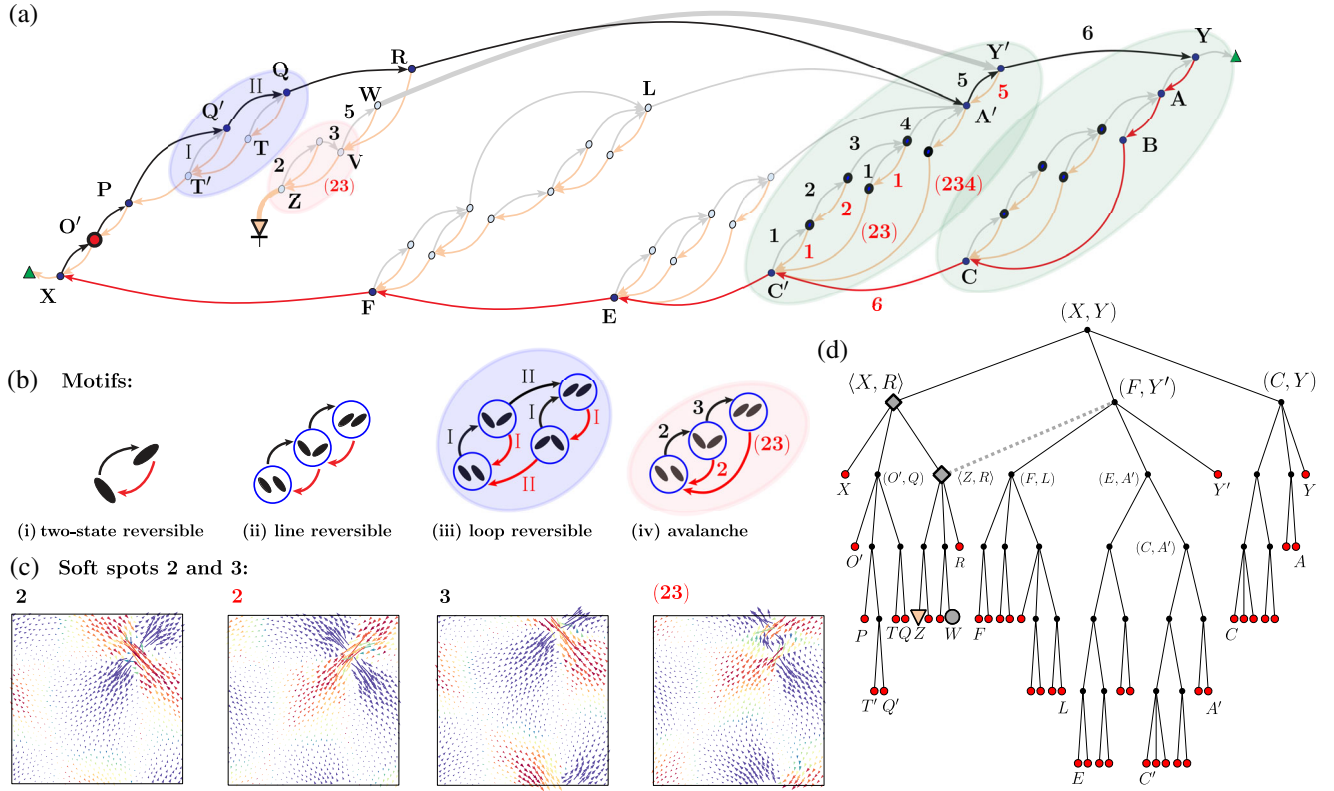 (a)
R
Q
II
Q′
W
5
3
I
T
V
T′
2
(23)
Z
P
O′
X
L
F
E
6
Y′
Y
5
5
Λ′
4
3
1
1
(234)
2
2
(23)
1
1
C′
6
A
B
C
(b) Motifs:
II
I
I
I
I
II
3
2
2
(23)
(i) two-state reversible
(ii) line reversible
(iii) loop reversible
(iv) avalanche
(c) Soft spots 2 and 3:
2
2
3
(23)
(d)
(X, Y)
⟨X, R⟩
(F, Y′)
(C, Y)
X
(O′, Q)
⟨Z, R⟩
(F, L)
(E, A′)
Y′
Y
O′
R
(C, A′)
A
P
T Q
Z
W
F
C
T′ Q′
L
A′
E
C′